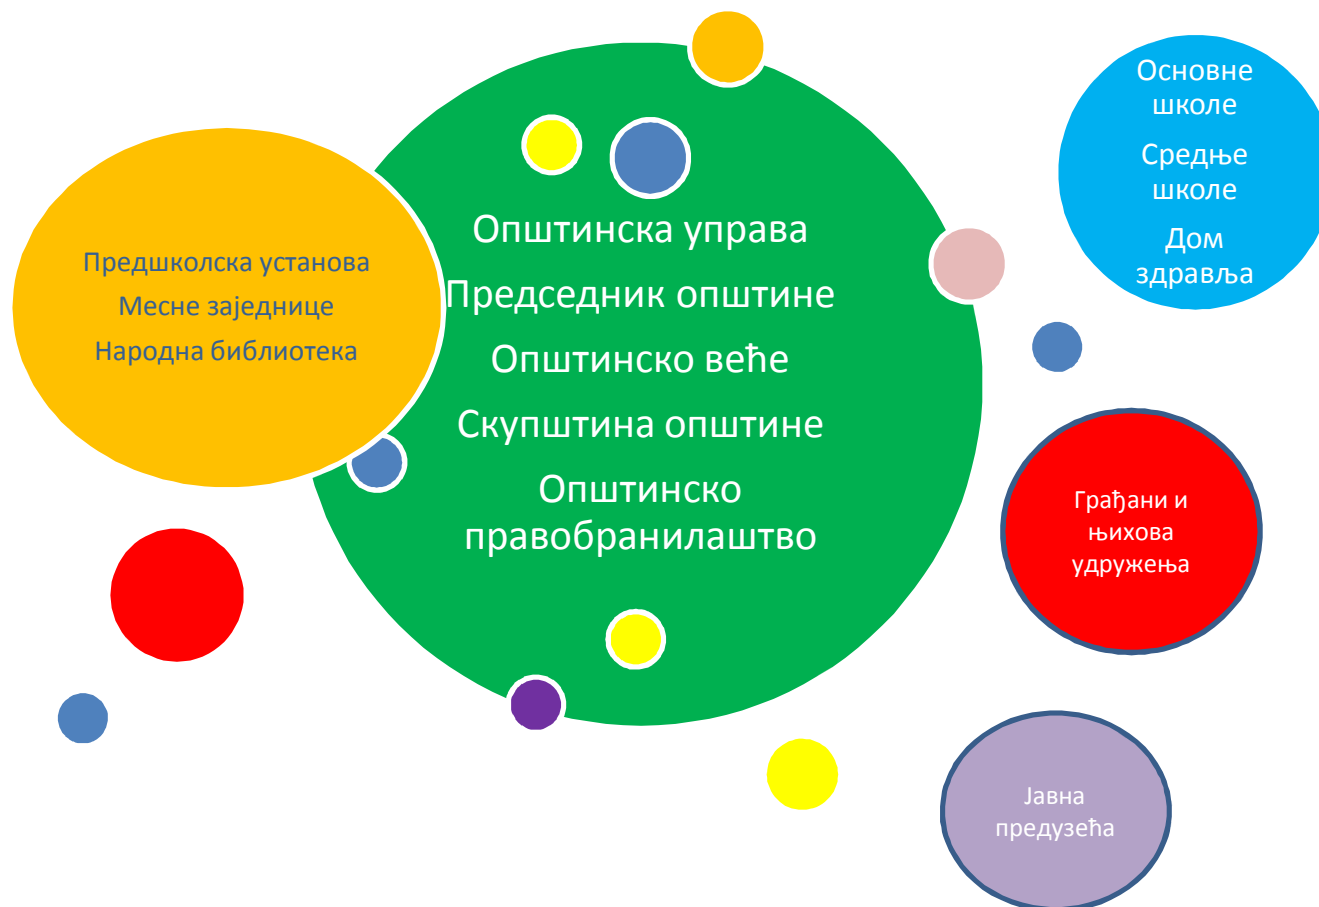 Предшколска установа
Месне заједнице
Народна библиотека
Општинска управа
Председник општине
Општинско веће
Скупштина општине
Општинско
правобранилаштво
Основне
школе
Средње
школе
Дом
здравља
Грађани и
њихова
удружења
Јавна
предузећа